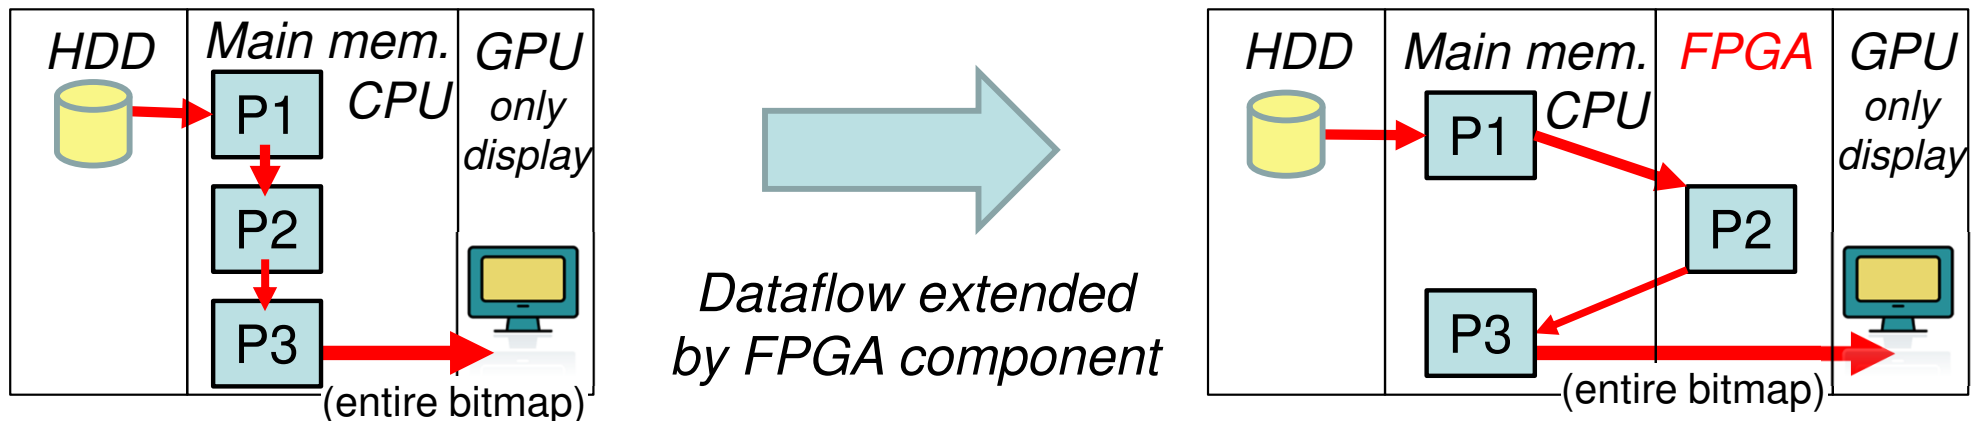 HDD
Main mem.
CPU
GPU
only
display
P1
P2
P3
(entire bitmap)
Dataflow extended
by FPGA component
HDD
Main mem.
CPU
FPGA
GPU
only
display
P1
P2
P3
(entire bitmap)